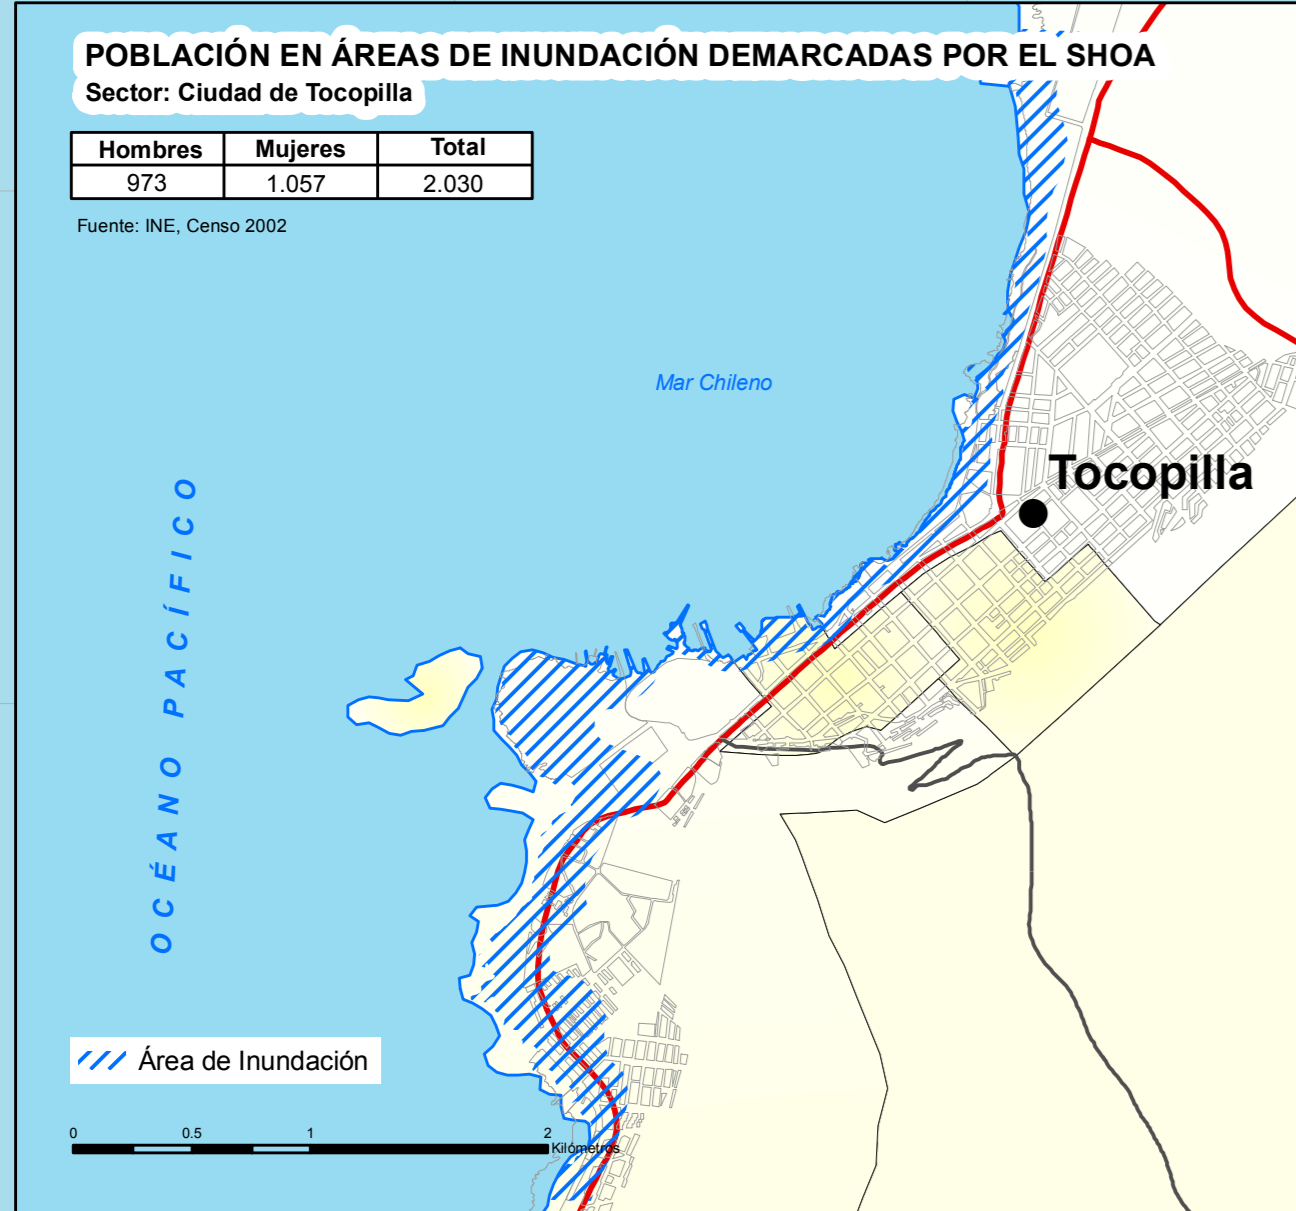 POBLACIÓN EN ÁREAS DE INUNDACIÓN DEMARCADAS POR EL SHOA
Sector: Ciudad de Tocopilla
Hombres Mujeres Total
973 1.057 2.030
Fuente: INE, Censo 2002
Mar Chileno
Tocopilla
OCÉANO PACÍFICO
Área de Inundación
0 0.5 1 2
Kilómetros